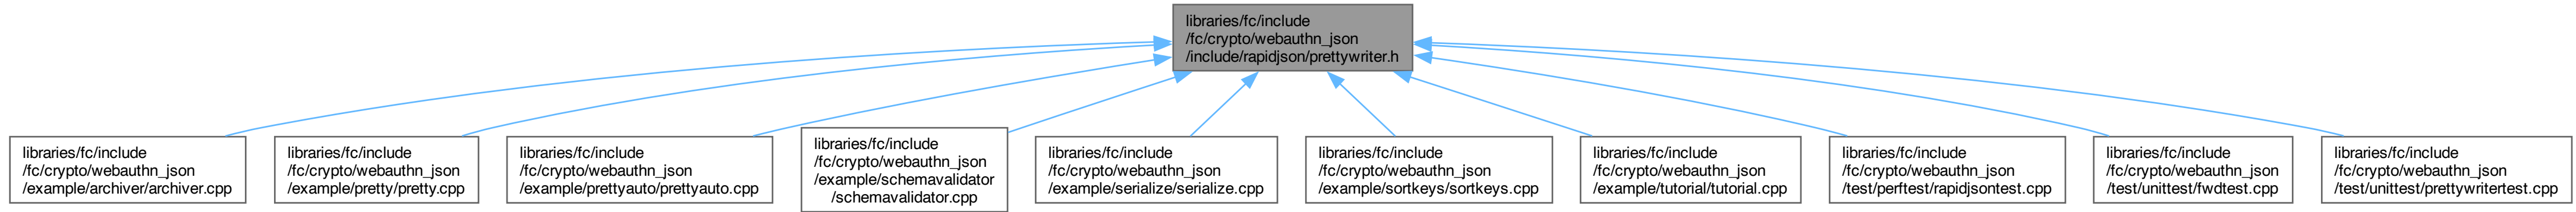 libraries/fc/include
/fc/crypto/webauthn_json
/include/rapidjson/prettywriter.h
libraries/fc/include
/fc/crypto/webauthn_json
/example/archiver/archiver.cpp
libraries/fc/include
/fc/crypto/webauthn_json
/example/pretty/pretty.cpp
libraries/fc/include
/fc/crypto/webauthn_json
/example/prettyauto/prettyauto.cpp
libraries/fc/include
/fc/crypto/webauthn_json
/example/schemavalidator
/schemavalidator.cpp
libraries/fc/include
/fc/crypto/webauthn_json
/example/serialize/serialize.cpp
libraries/fc/include
/fc/crypto/webauthn_json
/example/sortkeys/sortkeys.cpp
libraries/fc/include
/fc/crypto/webauthn_json
/example/tutorial/tutorial.cpp
libraries/fc/include
/fc/crypto/webauthn_json
/test/perftest/rapidjsontest.cpp
libraries/fc/include
/fc/crypto/webauthn_json
/test/unittest/fwdtest.cpp
libraries/fc/include
/fc/crypto/webauthn_json
/test/unittest/prettywritertest.cpp